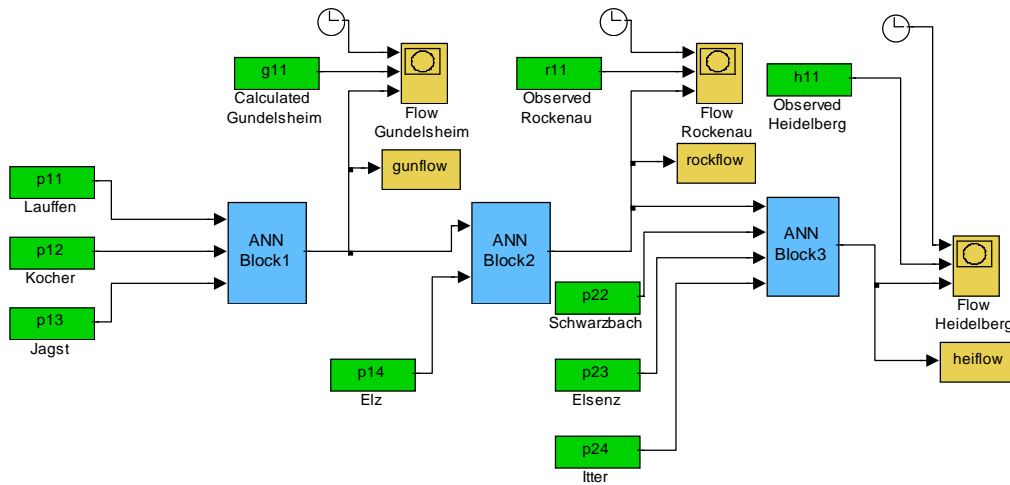 g11
Calculated
Gundelsheim
Flow
Gundelsheim
gunflow
r11
Observed
Rockenau
Flow
Rockenau
rockflow
h11
Observed
Heidelberg
p11
Lauffen
p12
Kocher
p13
Jagst
ANN
Block1
ANN
Block2
ANN
Block3
p14
Elz
p22
Schwarzbach
p23
Elsenz
p24
Itter
Flow
Heidelberg
heiflow